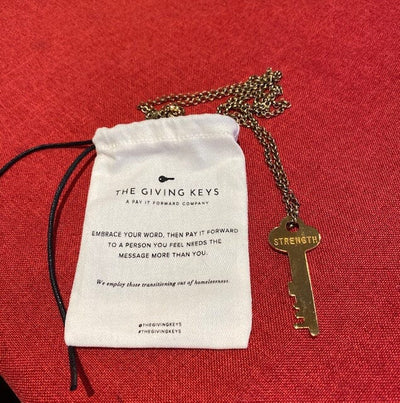 THE GIVING KEYS
A PAY IT FORWARD COMPANY
EMBRACE YOUR WORD, THEN PAY IT FORWARD
TO A PERSON YOU FEEL NEEDS THE
MESSAGE MORE THAN YOU.
We employ those transitioning out of homelessness.
@THEGIVINGKEYS
#THEGIVINGKEYS
STRENGTH